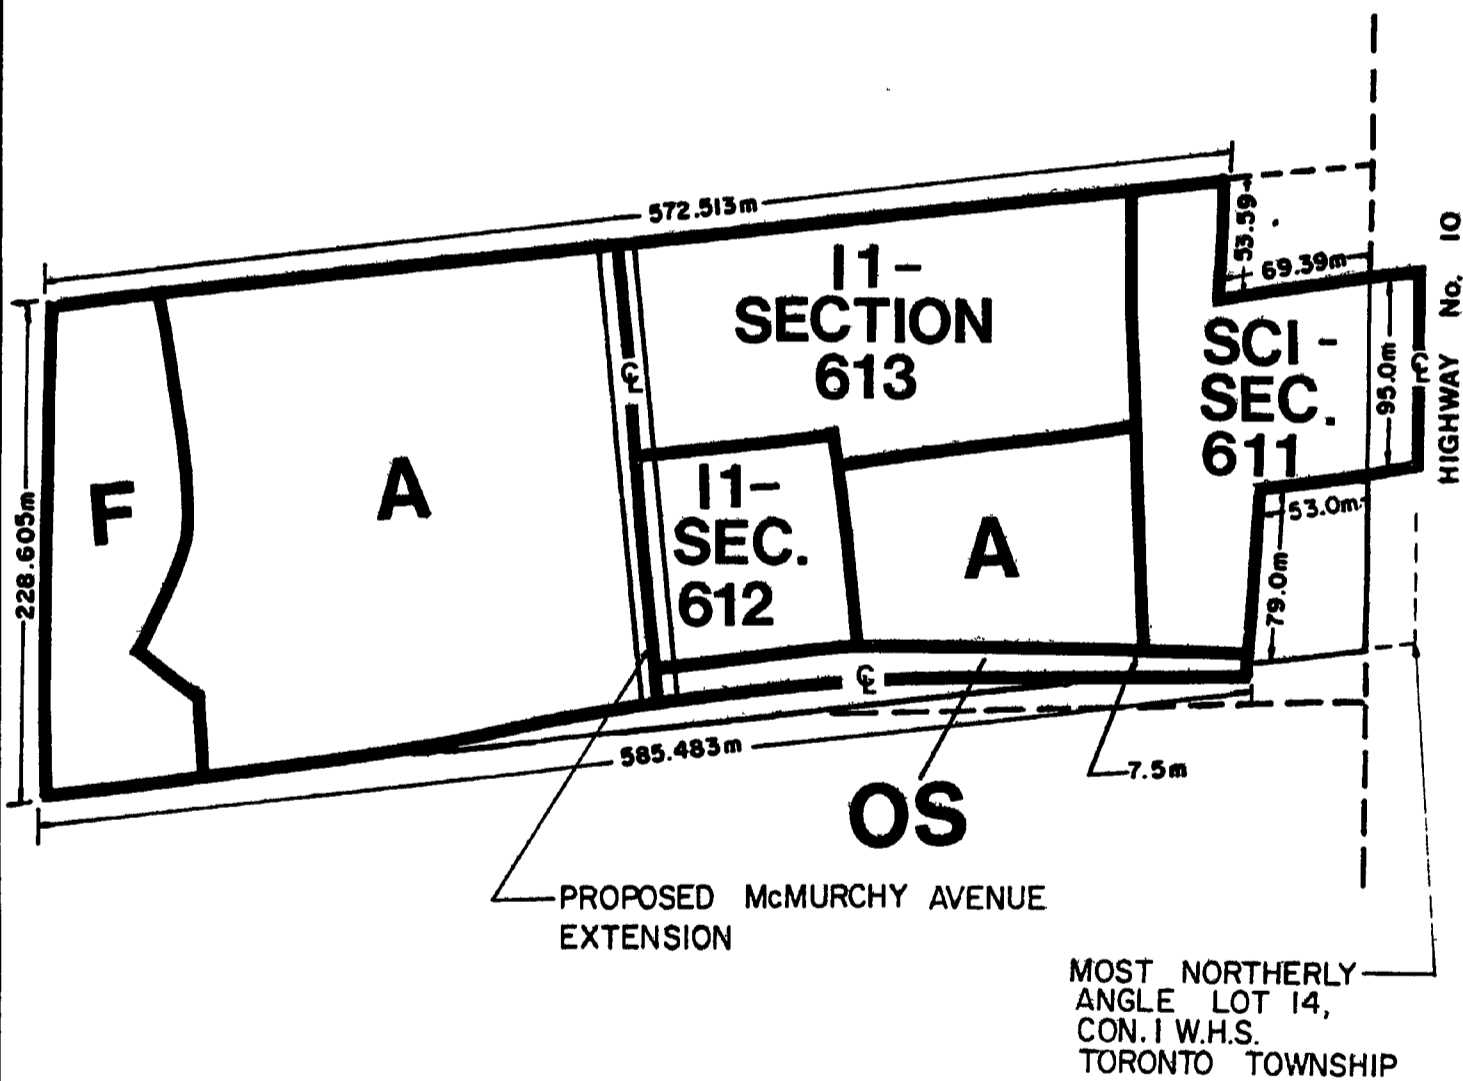 572.513m
53.59
69.39m
HIGHWAY No. 10
I1-
SECTION
613
SCI -
SEC.
611
95.0m
℄
℄
F
A
I1-
SEC.
612
A
53.0m
79.0m
228.605m
℄
585.483m
7.5m
OS
PROPOSED McMURCHY AVENUE
EXTENSION
MOST NORTHERLY
ANGLE LOT 14,
CON. I W.H.S.
TORONTO TOWNSHIP